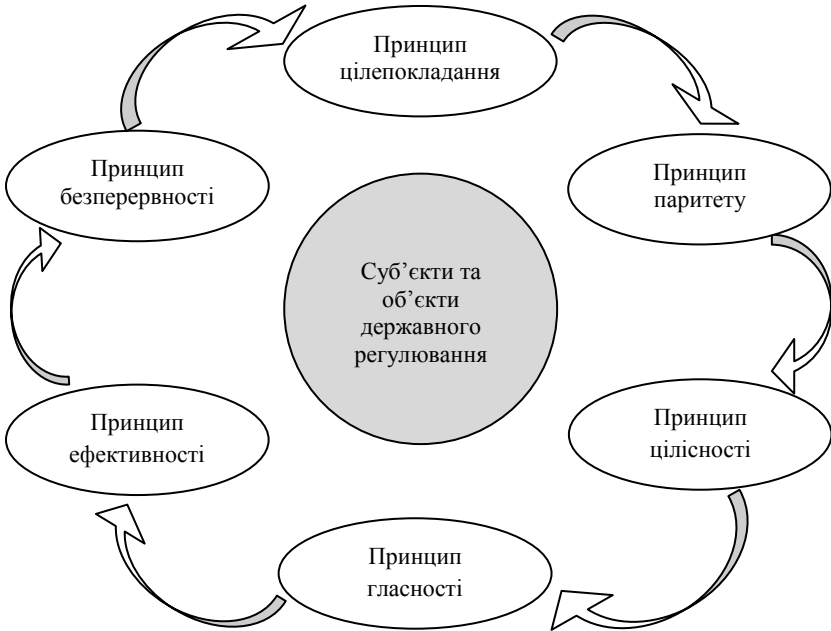 Принцип
цілепокладання
Принцип
паритету
Принцип
цілісності
Принцип
гласності
Принцип
ефективності
Принцип
безперервності
Суб’єкти та
об’єкти
державного
регулювання